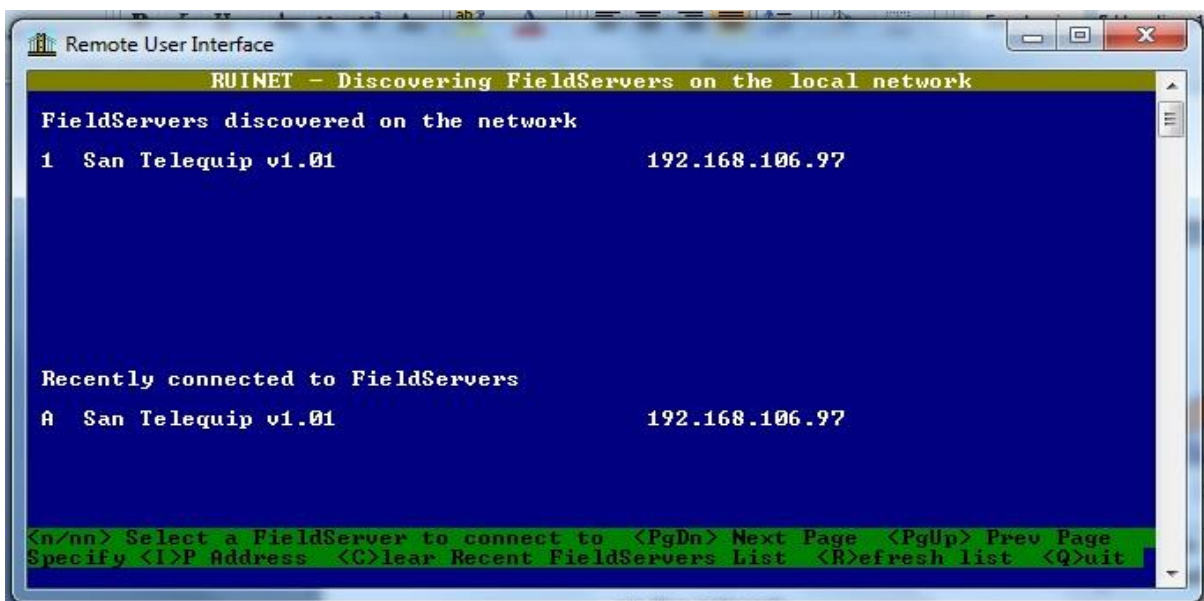 Remote User Interface
RUINET - Discovering FieldServers on the local network
FieldServers discovered on the network
1 San Telequip v1.01 192.168.106.97
Recently connected to FieldServers
A San Telequip v1.01 192.168.106.97
<n/nn> Select a FieldServer to connect to <PgDn> Next Page <PgUp> Prev Page
Specify <I>P Address <C>lear Recent FieldServers List <R>efresh list <Q>uit